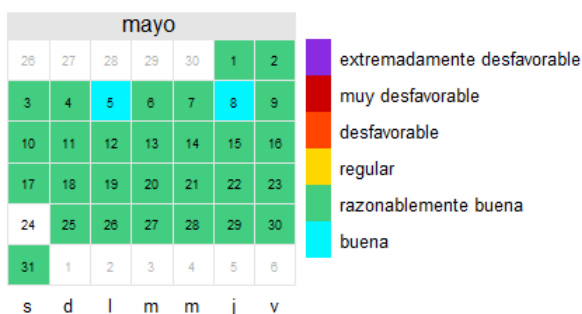 mayo
26 27 28 29 30 1 2
3 4 5 6 7 8 9
10 11 12 13 14 15 16
17 18 19 20 21 22 23
24 25 26 27 28 29 30
31 1 2 3 4 5 6
s d l m m j v
extremadamente desfavorable
muy desfavorable
desfavorable
regular
razonablemente buena
buena